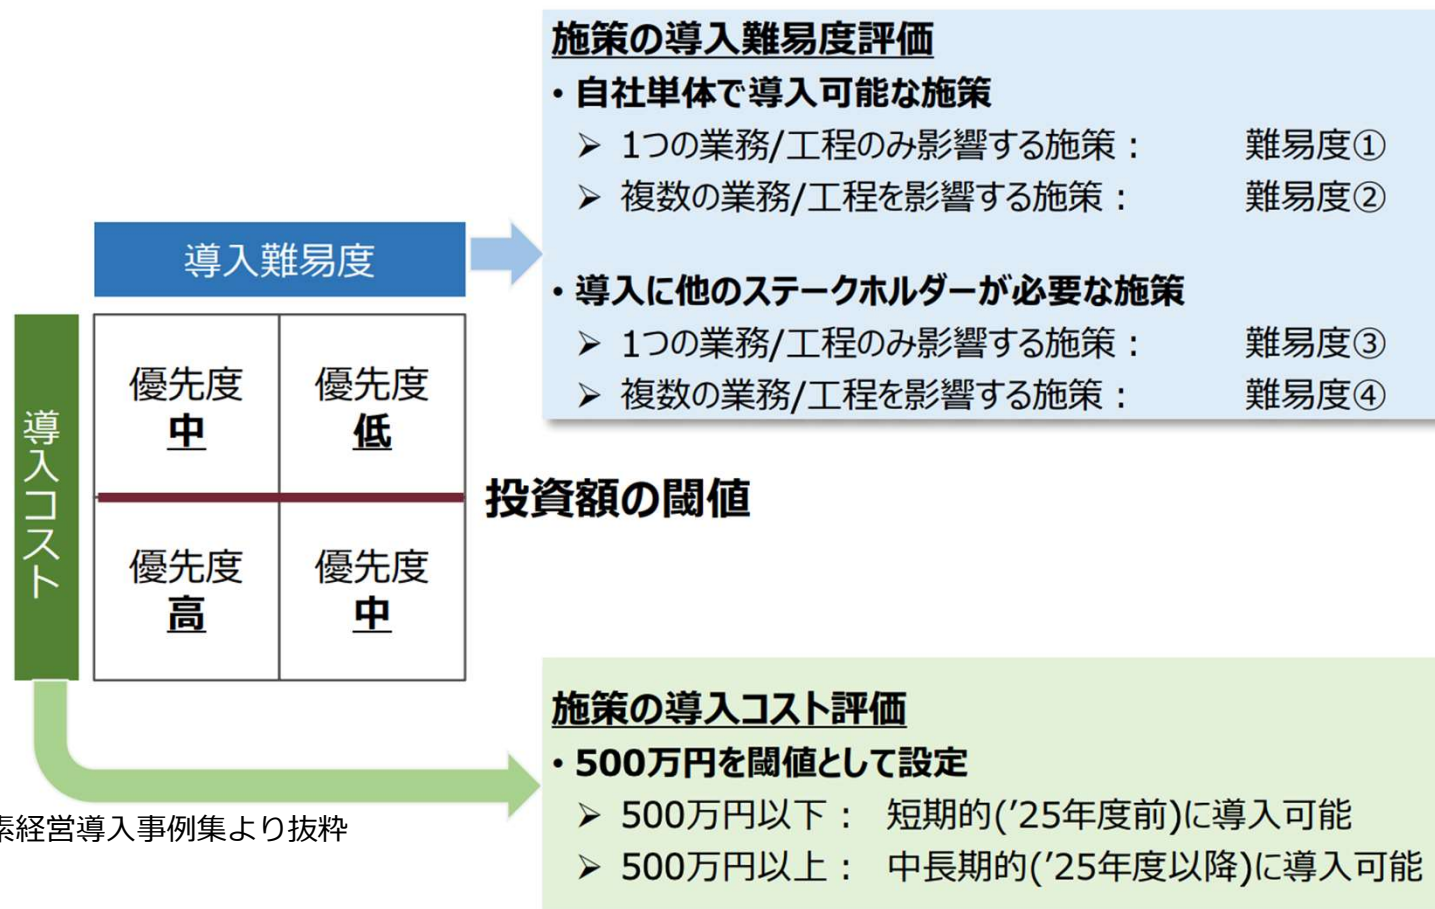 施策の導入難易度評価
・自社単体で導入可能な施策
➢ 1つの業務/工程のみ影響する施策： 難易度①
➢ 複数の業務/工程を影響する施策： 難易度②
・導入に他のステークホルダーが必要な施策
➢ 1つの業務/工程のみ影響する施策： 難易度③
➢ 複数の業務/工程を影響する施策： 難易度④
導入難易度
導入コスト
優先度
中
優先度
低
優先度
高
優先度
中
投資額の閾値
施策の導入コスト評価
・500万円を閾値として設定
➢ 500万円以下： 短期的('25年度前)に導入可能
➢ 500万円以上： 中長期的('25年度以降)に導入可能
素経営導入事例集より抜粋